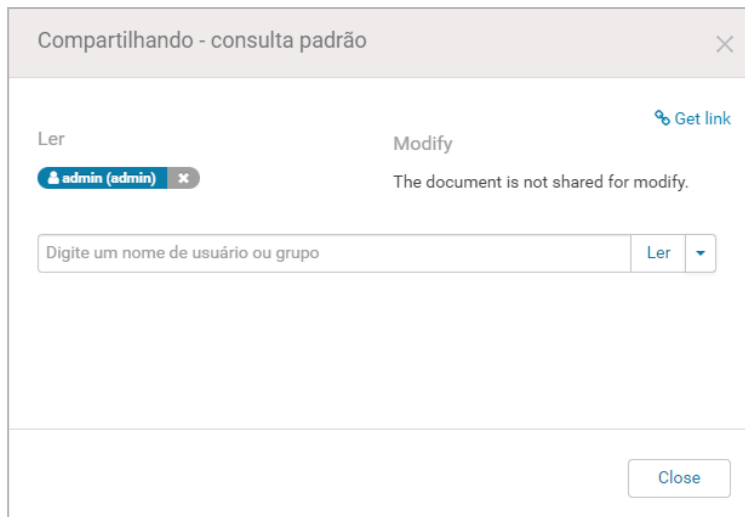 Compartilhando - consulta padrão
Get link
Ler
Modify
admin (admin)
The document is not shared for modify.
Digite um nome de usuário ou grupo
Ler
Close